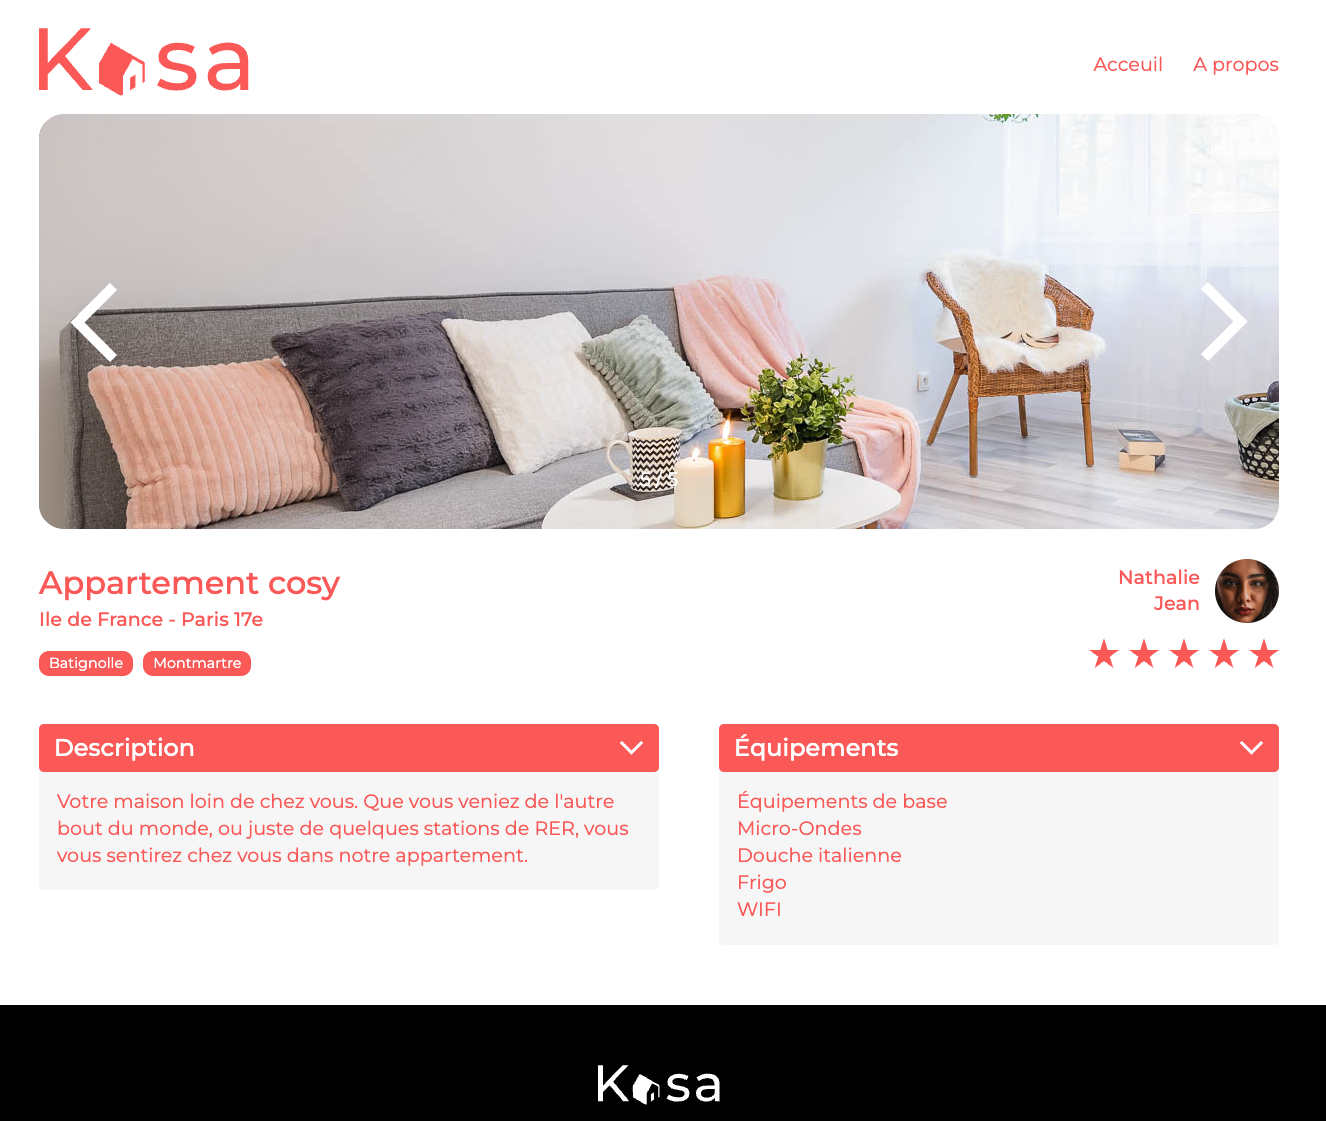 Kasa
Acceuil
A propos
Appartement cosy
Ile de France - Paris 17e
Batignolle
Montmartre
Nathalie
Jean
Description
Votre maison loin de chez vous. Que vous veniez de l'autre
bout du monde, ou juste de quelques stations de RER, vous
vous sentirez chez vous dans notre appartement.
Équipements
Équipements de base
Micro-Ondes
Douche italienne
Frigo
WIFI
Kasa